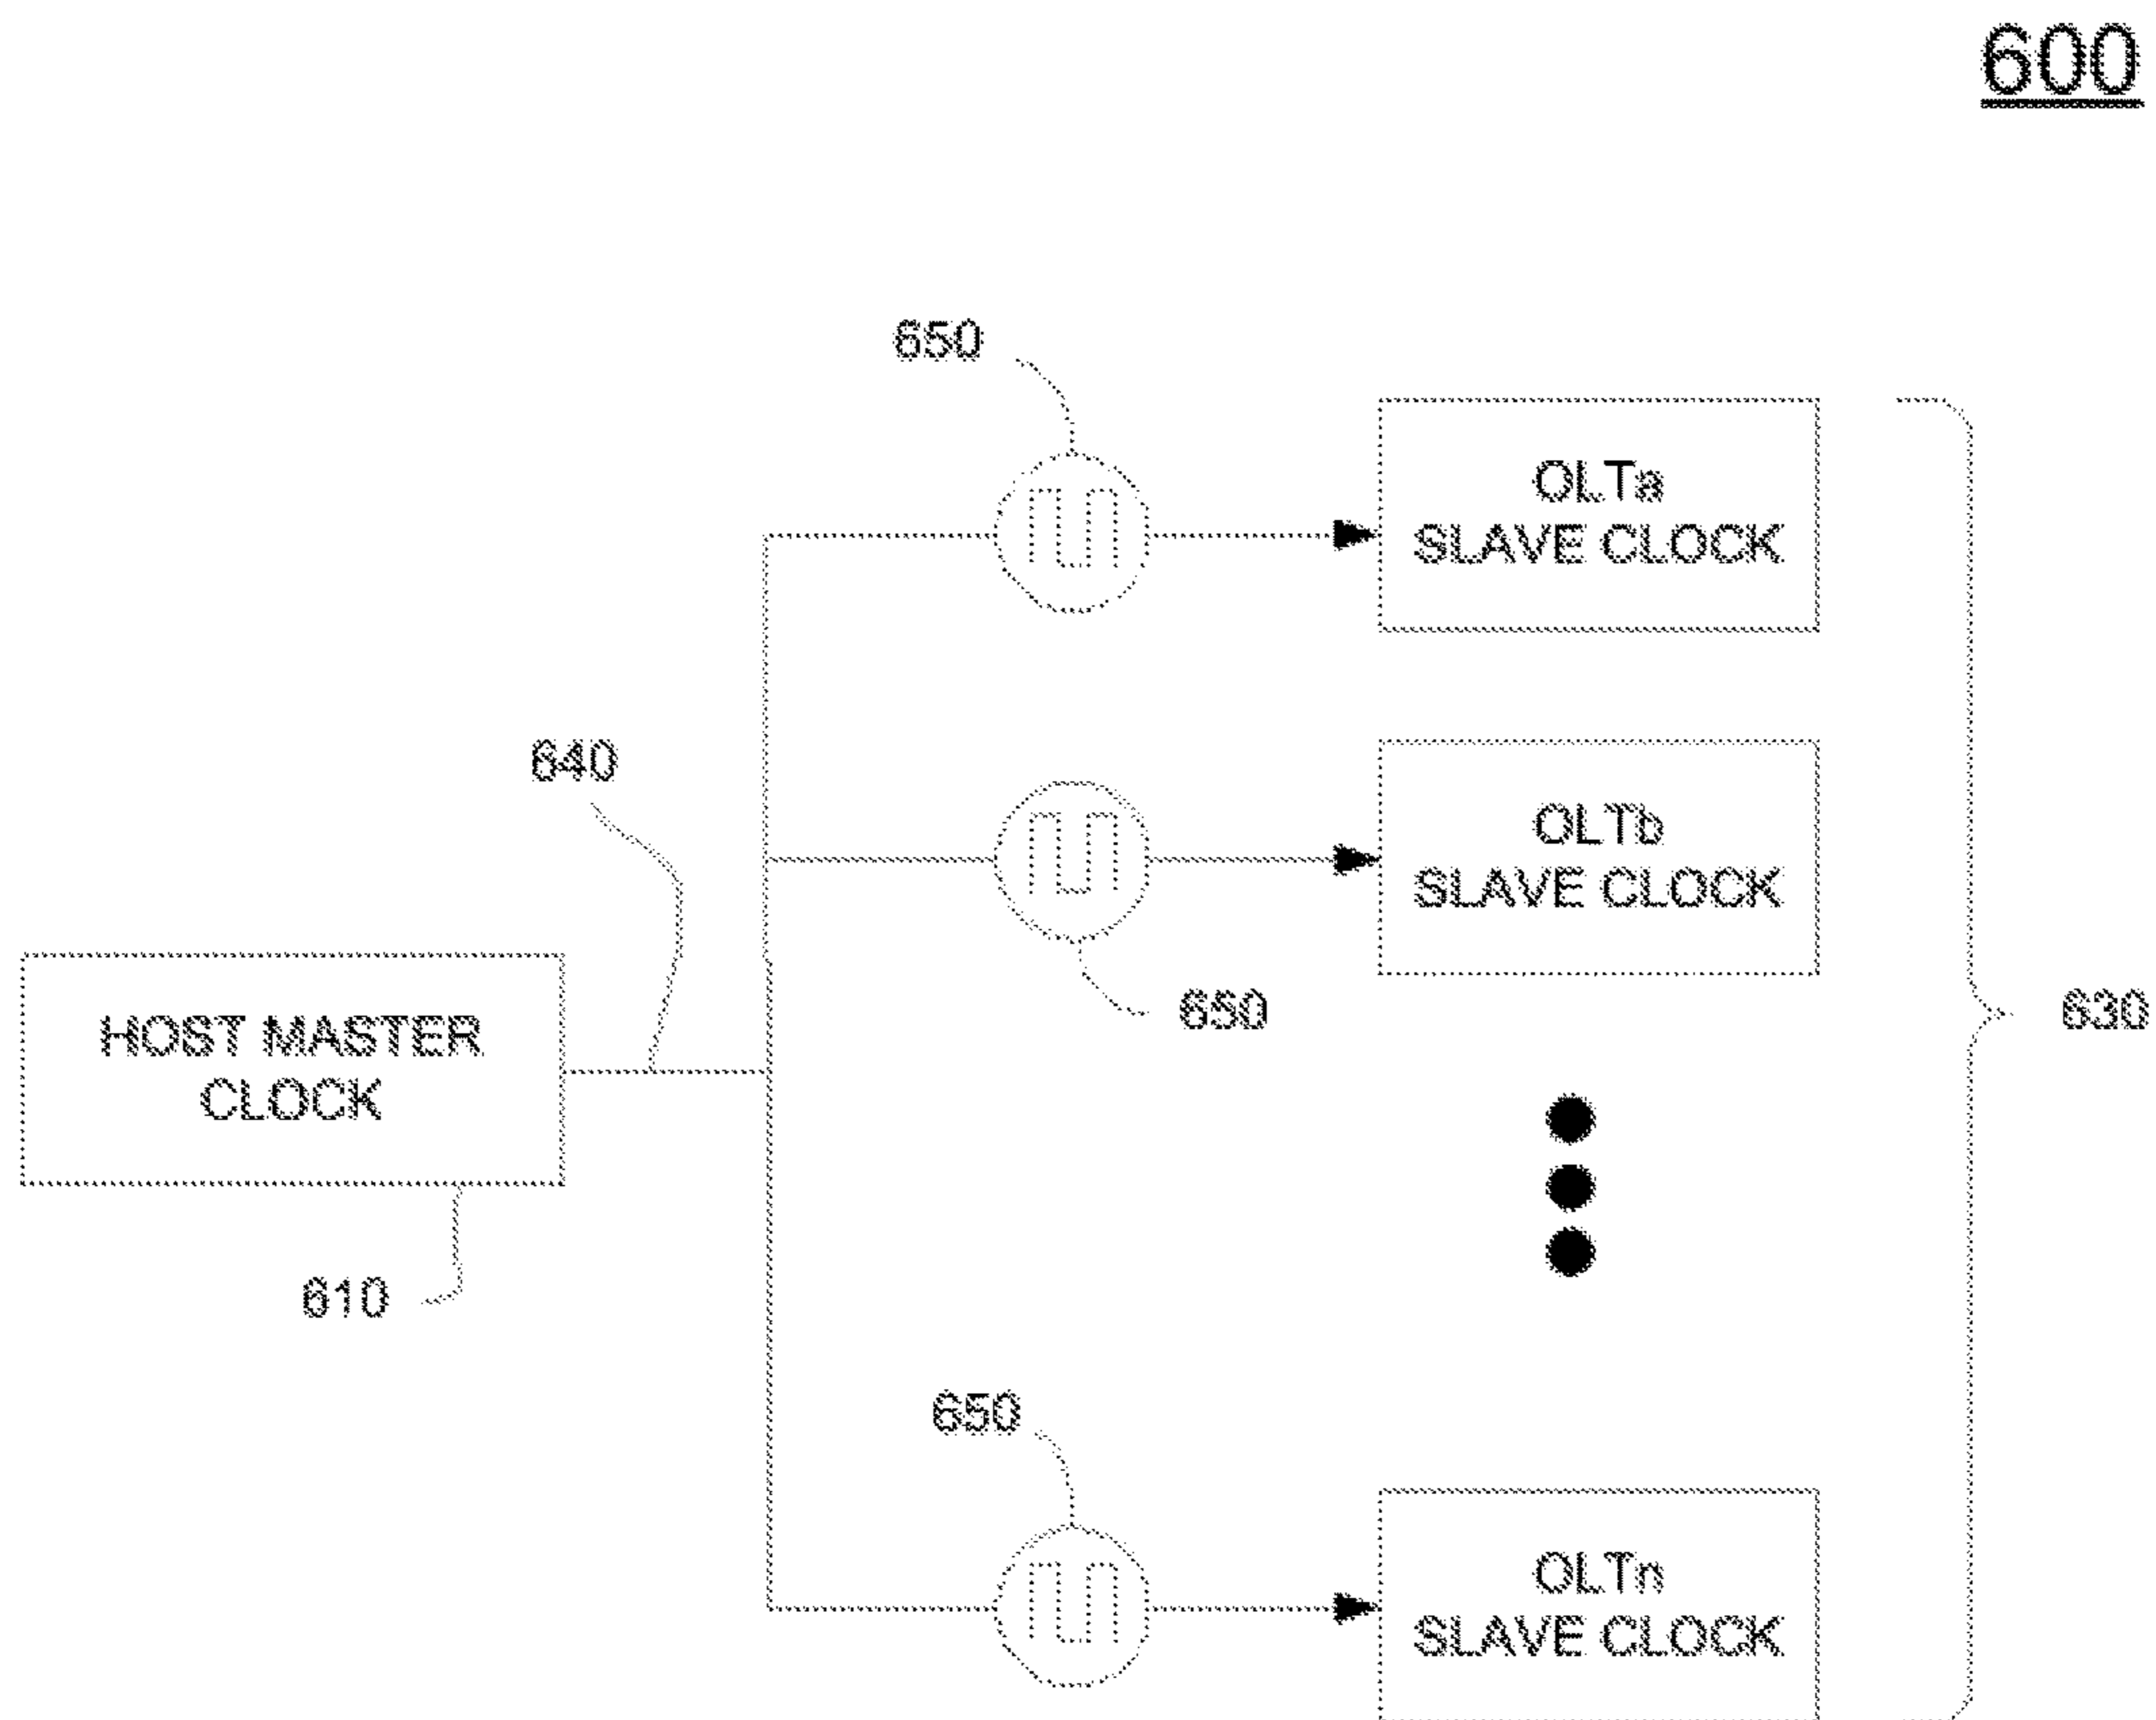 600
650
OLTa
SLAVE CLOCK
640
OLTb
SLAVE CLOCK
650
630
HOST MASTER
CLOCK
610
650
OLTn
SLAVE CLOCK